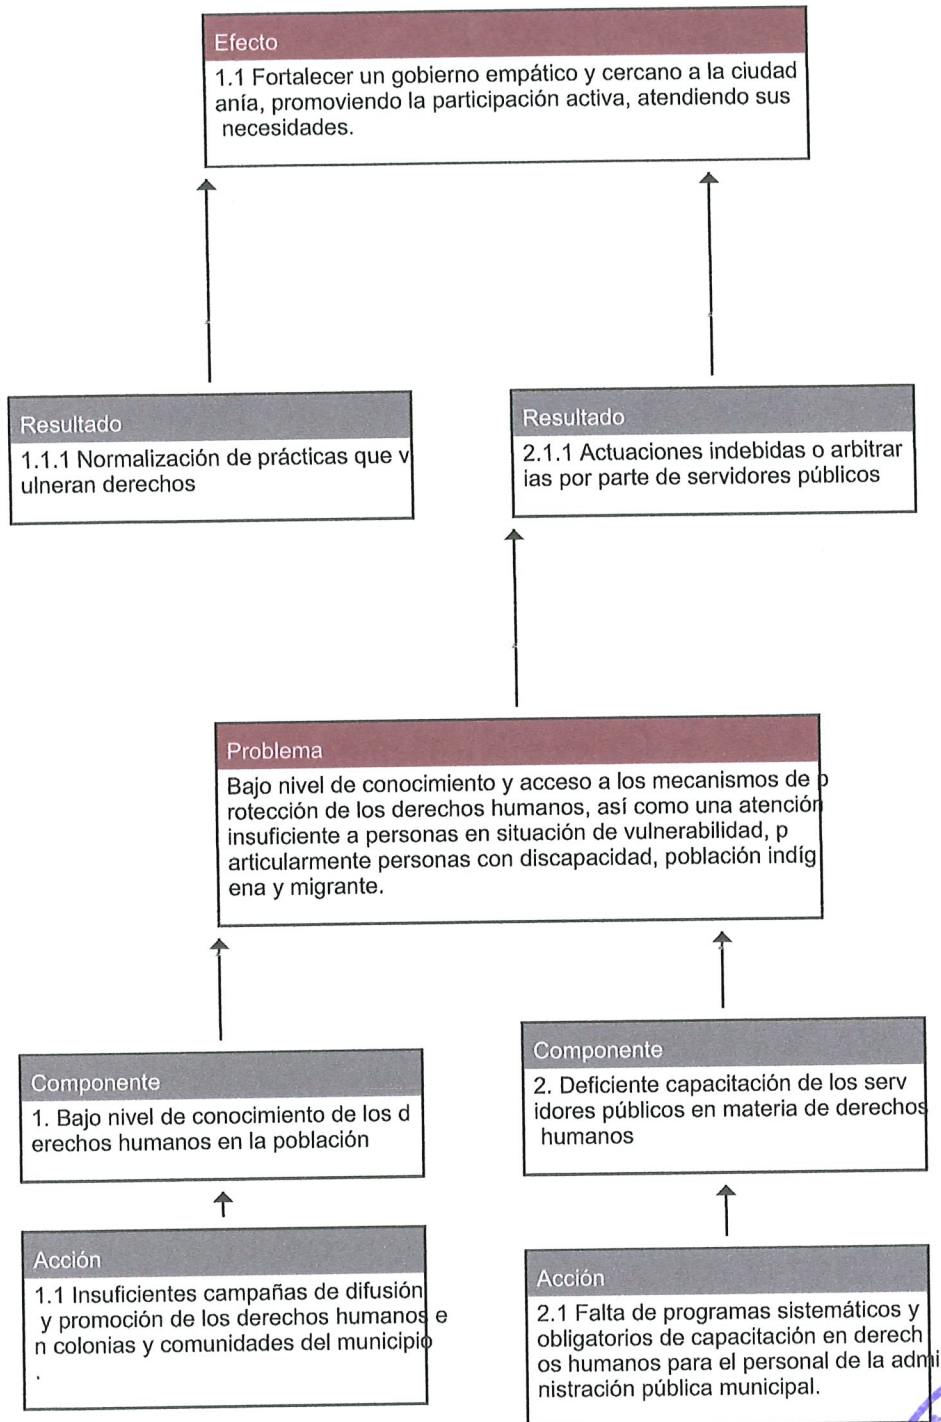 Efecto
1.1 Fortalecer un gobierno empático y cercano a la ciudad
anía, promoviendo la participación activa, atendiendo sus
necesidades.
Resultado
1.1.1 Normalización de prácticas que v
ulneran derechos
Resultado
2.1.1 Actuaciones indebidas o arbitrar
ias por parte de servidores públicos
Problema
Bajo nivel de conocimiento y acceso a los mecanismos de p
rotección de los derechos humanos, así como una atención
insuficiente a personas en situación de vulnerabilidad, p
articularmente personas con discapacidad, población indíg
ena y migrante.
Componente
1. Bajo nivel de conocimiento de los d
erechos humanos en la población
Componente
2. Deficiente capacitación de los serv
idores públicos en materia de derechos
humanos
Acción
1.1 Insuficientes campañas de difusión
y promoción de los derechos humanos e
n colonias y comunidades del municipio
.
Acción
2.1 Falta de programas sistemáticos y
obligatorios de capacitación en derech
os humanos para el personal de la admi
nistración pública municipal.